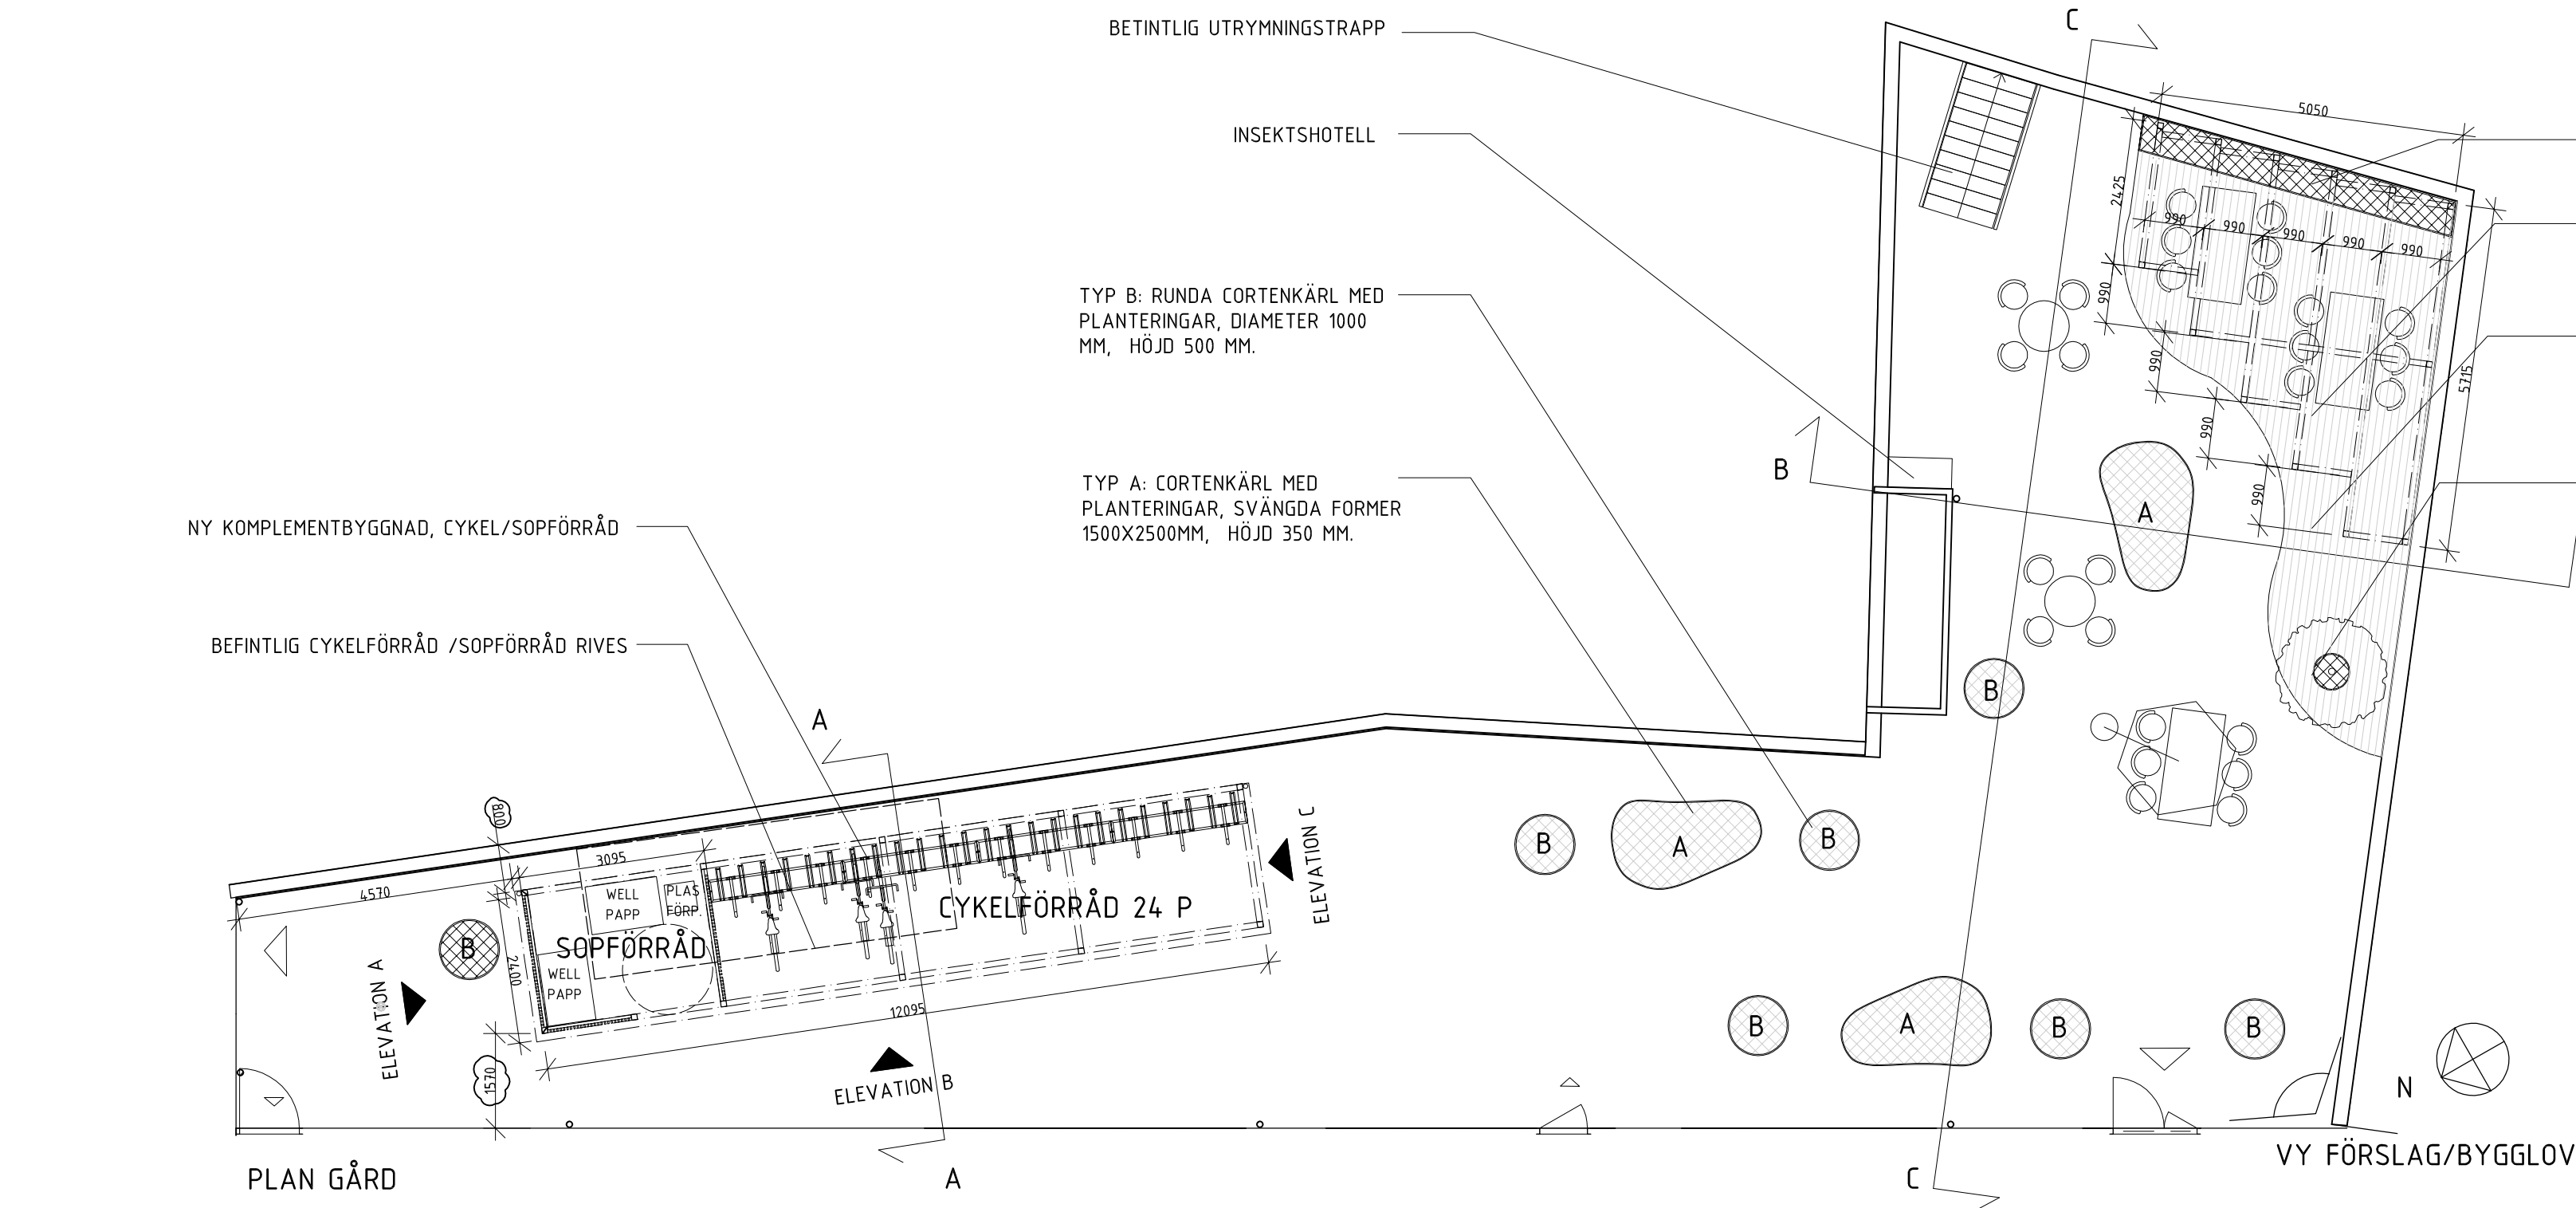 C
BETINTLIG UTRYMNINGSTRAPP
5050
INSEKTSHOTELL
2425
990
990
990
990
990
TYP B: RUNDA CORTENKÄRL MED
PLANTERINGAR, DIAMETER 1000
MM, HÖJD 500 MM.
990
990
5715
990
990
B
TYP A: CORTENKÄRL MED
PLANTERINGAR, SVÄNGDA FORMER
1500X2500MM, HÖJD 350 MM.
A
NY KOMPLEMENTBYGGNAD, CYKEL/SOPFÖRRÅD
BEFINTLIG CYKELFÖRRÅD /SOPFÖRRÅD RIVES
B
A
800
3095
4570
WELL
PAPP
PLAS
FÖRP.
CYKELFÖRRÅD 24 P
ELEVATION C
B
A
B
B
SOPFÖRRÅD
2400
WELL
PAPP
ELEVATION A
12095
1570
ELEVATION B
B
A
B
B
N
PLAN GÅRD
A
C
VY FÖRSLAG/BYGGLOV